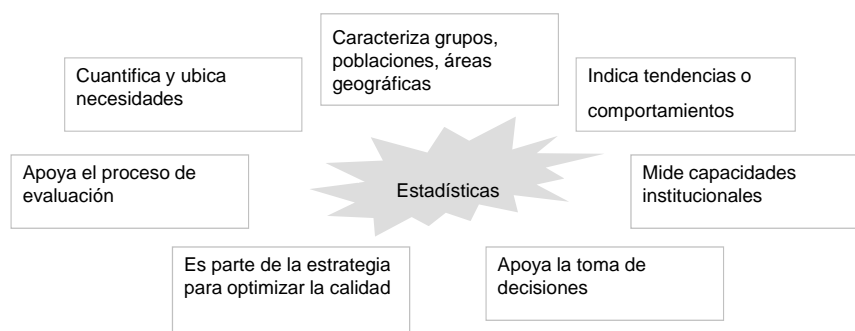 Caracteriza grupos,
poblaciones, áreas
geográficas
Cuantifica y ubica
necesidades
Indica tendencias o
comportamientos
Apoya el proceso de
evaluación
Estadísticas
Mide capacidades
institucionales
Es parte de la estrategia
para optimizar la calidad
Apoya la toma de
decisiones